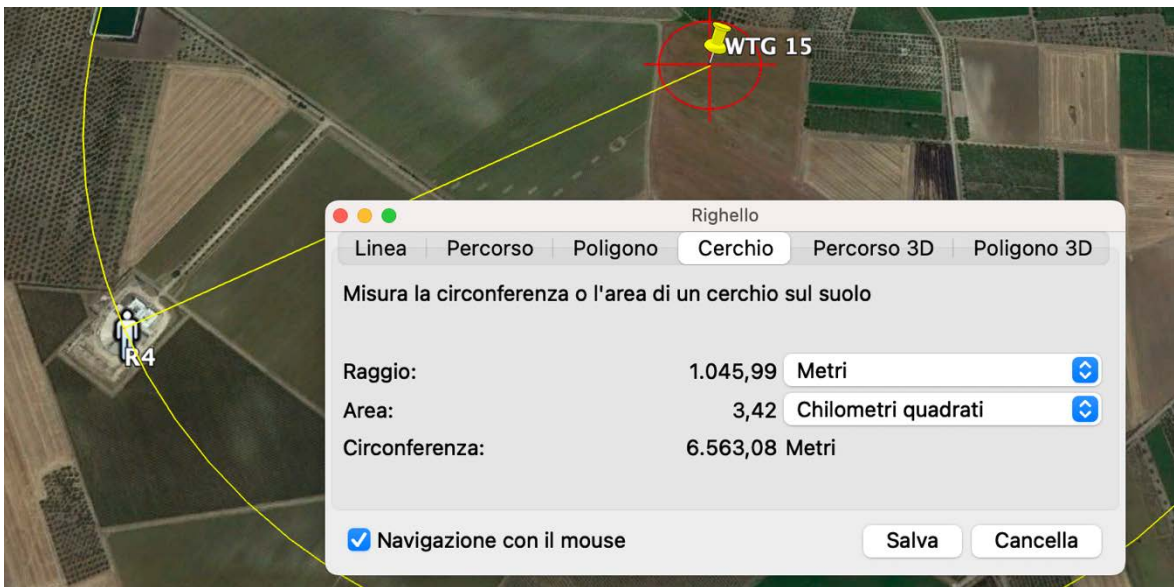 WTG 15
Righello
Linea Percorso Poligono Cerchio Percorso 3D Poligono 3D
Misura la circonferenza o l'area di un cerchio sul suolo
R4
Raggio: 1.045,99 Metri
Area: 3,42 Chilometri quadrati
Circonferenza: 6.563,08 Metri
Navigazione con il mouse Salva Cancella